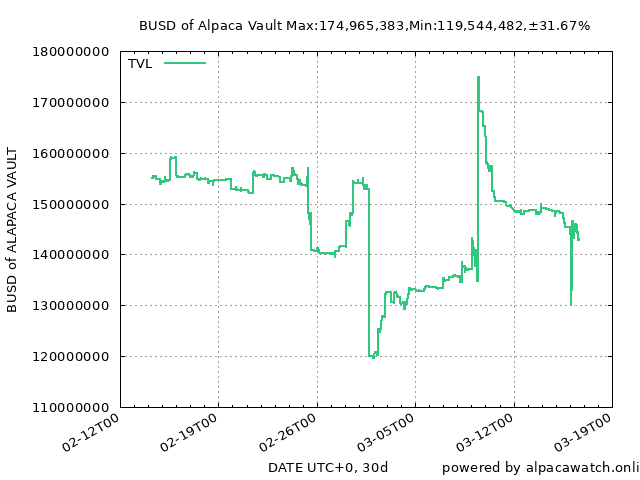 BUSD of Alpaca Vault Max:174,965,383,Min:119,544,482,±31.67%
180000000
TVL
170000000
160000000
150000000
140000000
130000000
120000000
110000000
BUSD of ALAPACA VAULT
02-12T00
02-19T00
02-26T00
03-05T00
03-12T00
03-19T00
DATE UTC+0, 30d
powered by alpacawatch.onli